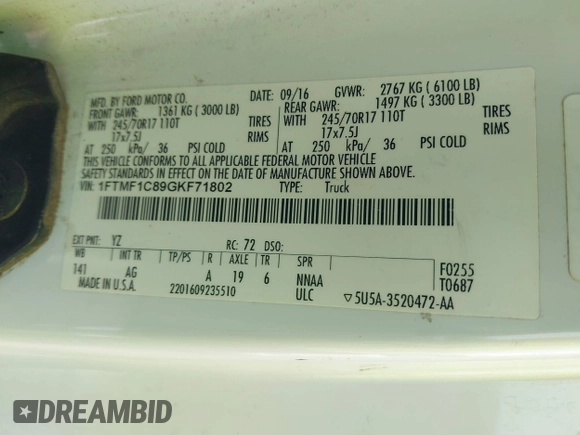 MFD. BY FORD MOTOR CO. DATE: 09/16 GVWR: 2767 KG ( 6100 LB)
FRONT GAWR: 1361 KG ( 3000 LB) REAR GAWR: 1497 KG ( 3300 LB)
WITH 245/70R17 110T TIRES WITH 245/70R17 110T TIRES
17x7.5J RIMS 17x7.5J RIMS
AT 250 kPa/ 36 PSI COLD AT 250 kPa/ 36 PSI COLD
THIS VEHICLE CONFORMS TO ALL APPLICABLE FEDERAL MOTOR VEHICLE
SAFETY STANDARDS IN EFFECT ON THE DATE OF MANUFACTURE SHOWN ABOVE.
VIN: 1FTMF1C89GKF71802 TYPE: Truck
EXT PNT: YZ RC: 72 DSO:
WB INT TR TP/PS R AXLE TR SPR
141 AG A 19 6 NNAA F0255
MADE IN U.S.A. 2201609235510 ULC T0687
▽5U5A-3520472-AA
DREAMBID